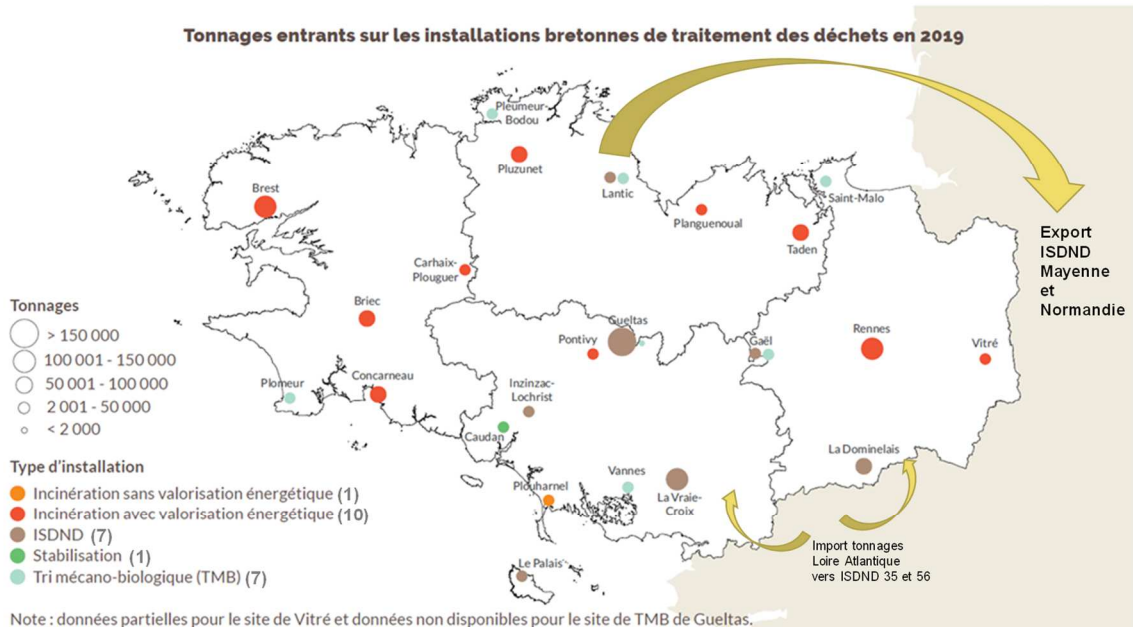 Tonnages entrants sur les installations bretonnes de traitement des déchets en 2019
Pleumeur-
Bodou
Pluzunet
Lantic
Saint-Malo
Brest
Planguenoual
Taden
Export
ISDND
Mayenne
et
Normandie
Carhaix-
Plouguer
Briec
Gueltas
Pontivy
Gaël
Rennes
Vitré
Tonnages
> 150 000
100 001 - 150 000
50 001 - 100 000
2 001 - 50 000
< 2 000
Plomeur
Concarneau
Inzinzac-
Lochrist
Caudan
La Dominelais
Vannes
Plouharnel
La Vraie-
Croix
Le Palais
Import tonnages
Loire Atlantique
vers ISDND 35 et 56
Type d'installation
Incinération sans valorisation énergétique (1)
Incinération avec valorisation énergétique (10)
ISDND (7)
Stabilisation (1)
Tri mécano-biologique (TMB) (7)
Note : données partielles pour le site de Vitré et données non disponibles pour le site de TMB de Gueltas.